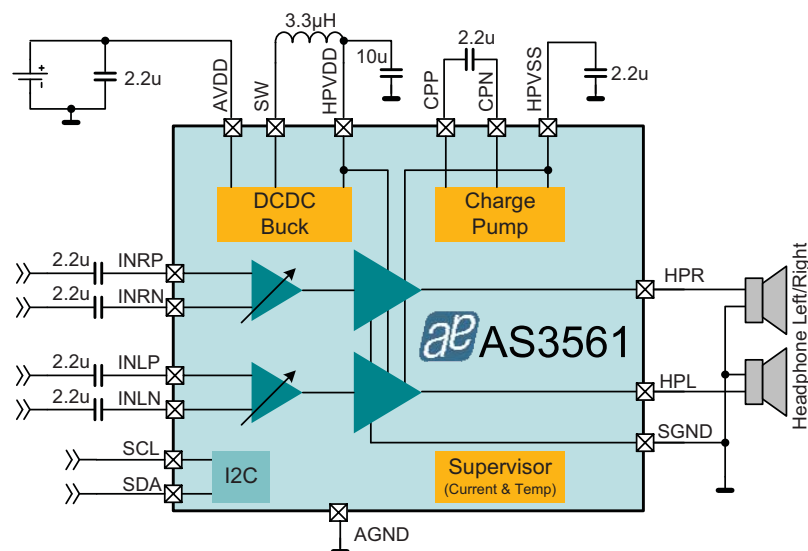 3.3µH
2.2u
10u
2.2u
2.2u
AVDD
SW
HPVDD
CPP
CPN
HPVSS
DCDC
Buck
Charge
Pump
2.2u
INRP
2.2u
INRN
HPR
ae AS3561
2.2u
INLP
2.2u
INLN
HPL
Headphone Left/Right
SGND
SCL
SDA
I2C
Supervisor
(Current & Temp)
AGND